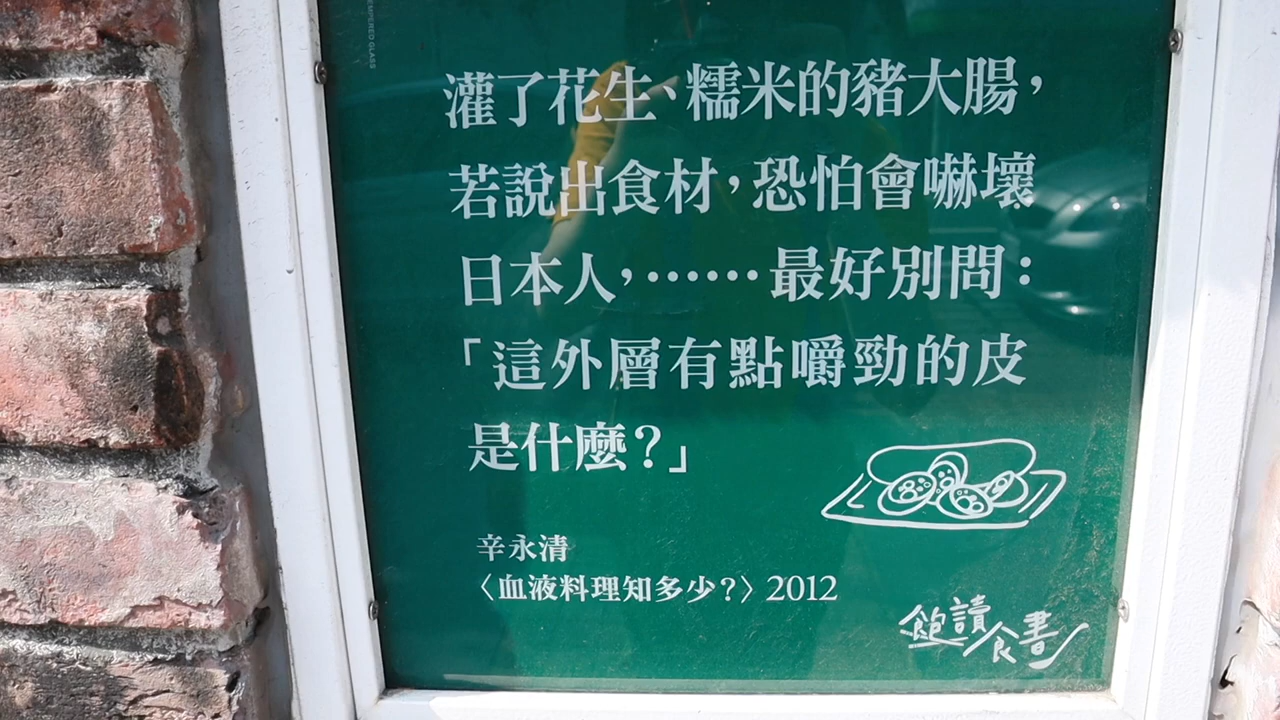 TEMPERED GLASS
灌了花生、糯米的豬大腸，
若說出食材，恐怕會嚇壞
日本人，⋯⋯最好別問：
「這外層有點嚼勁的皮
是什麼？」
辛永清
〈血液料理知多少？〉2012
飽讀食書